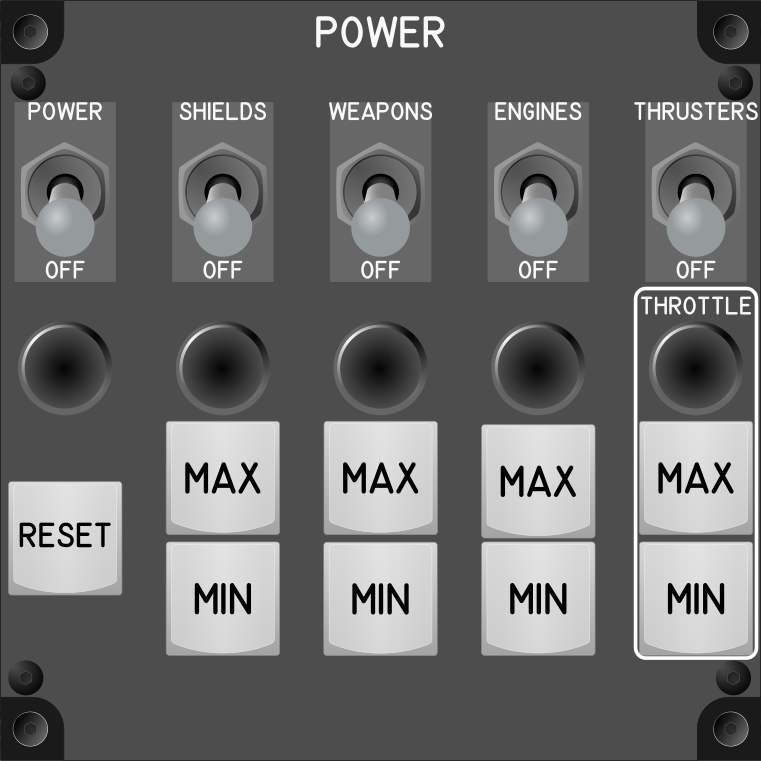 POWER
POWER SHIELDS WEAPONS ENGINES THRUSTERS
OFF OFF OFF OFF OFF
THROTTLE
MAX MAX MAX MAX
RESET
MIN MIN MIN MIN